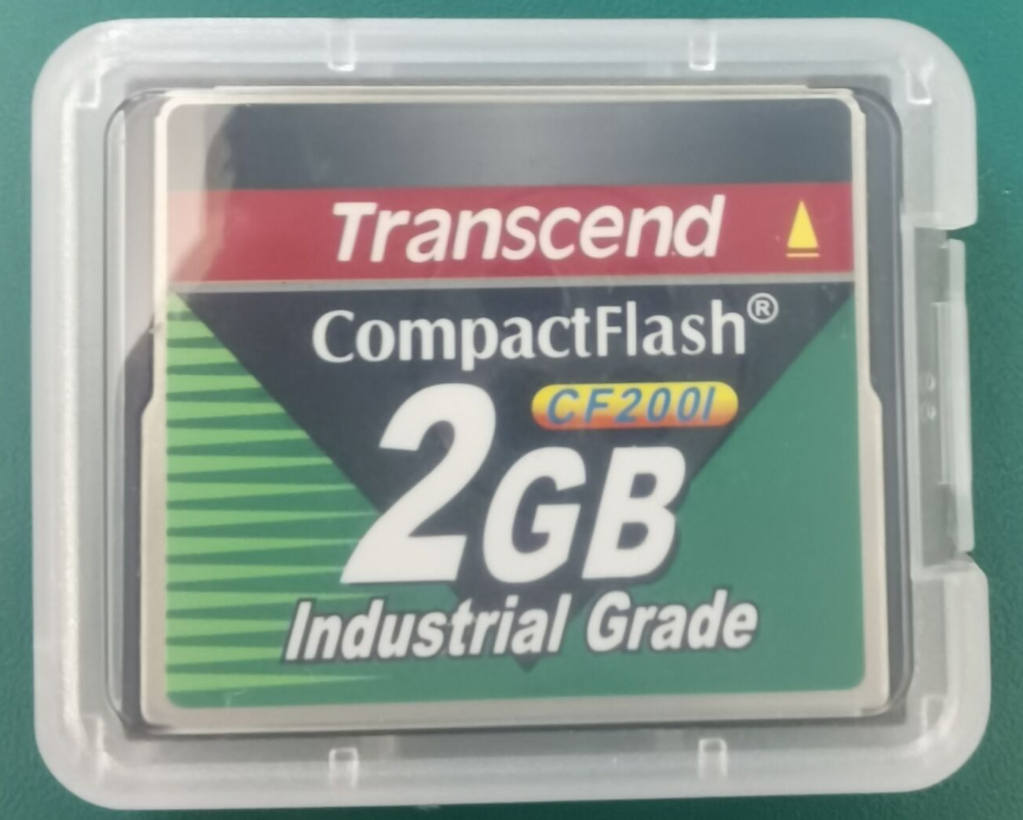 Transcend
CompactFlash®
CF200I
2GB
Industrial Grade